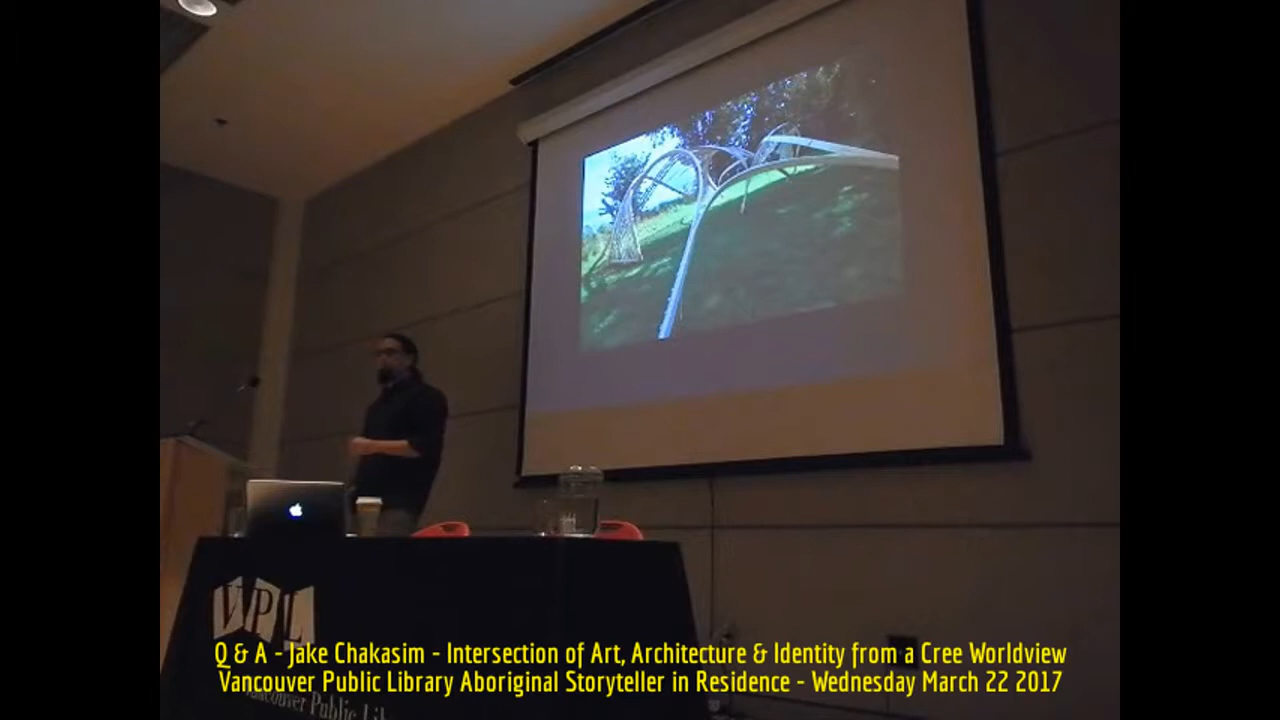 VPL
Vancouver Public Lib
Q & A - Jake Chakasim - Intersection of Art, Architecture & Identity from a Cree Worldview
Vancouver Public Library Aboriginal Storyteller in Residence - Wednesday March 22 2017